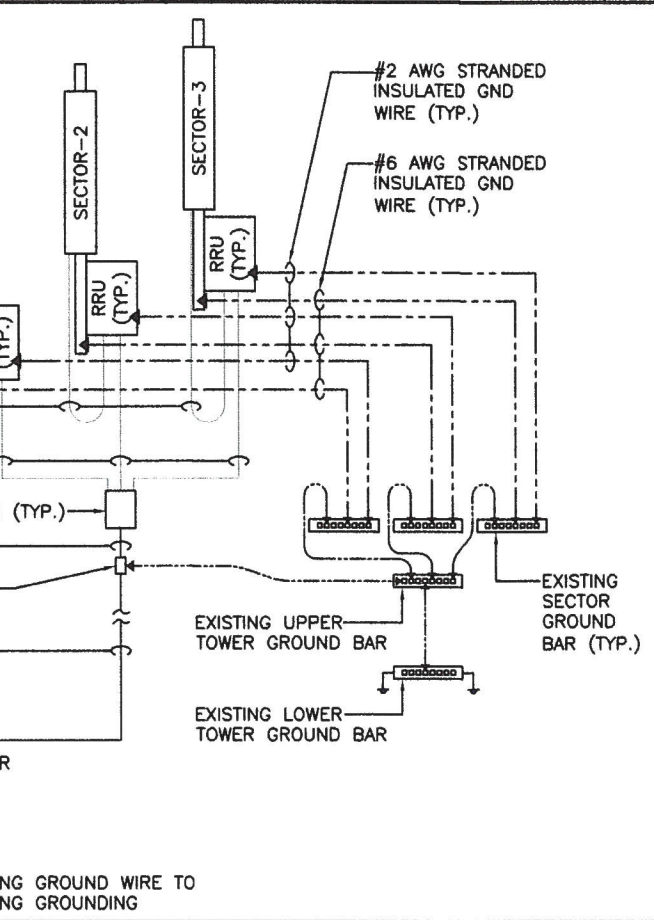 #2 AWG STRANDED
INSULATED GND
WIRE (TYP.)
#6 AWG STRANDED
INSULATED GND
WIRE (TYP.)
SECTOR-2
SECTOR-3
RRU
(TYP.)
RRU
(TYP.)
(TYP.)
(TYP.)
EXISTING
SECTOR
GROUND
BAR (TYP.)
EXISTING UPPER
TOWER GROUND BAR
EXISTING LOWER
TOWER GROUND BAR
R
NG GROUND WIRE TO
NG GROUNDING